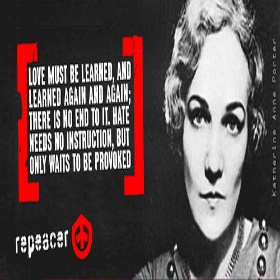 LOVE MUST BE LEARNED, AND
LEARNED AGAIN AND AGAIN;
THERE IS NO END TO IT. HATE
NEEDS NO INSTRUCTION, BUT
ONLY WAITS TO BE PROVOKED
repeacer
Katherine Anne Porter